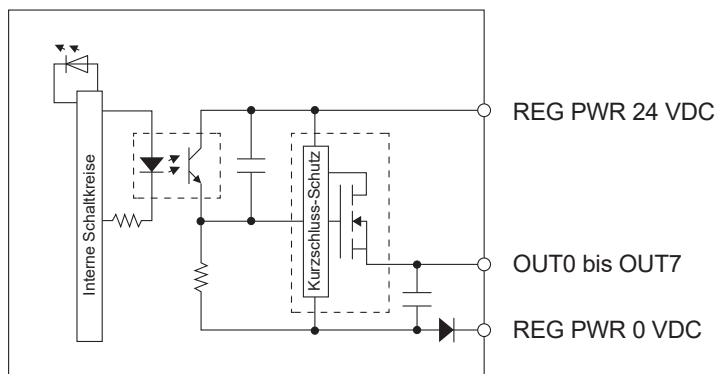 REG PWR 24 VDC
Interne Schaltkreise
Kurzschluss-Schutz
OUT0 bis OUT7
REG PWR 0 VDC